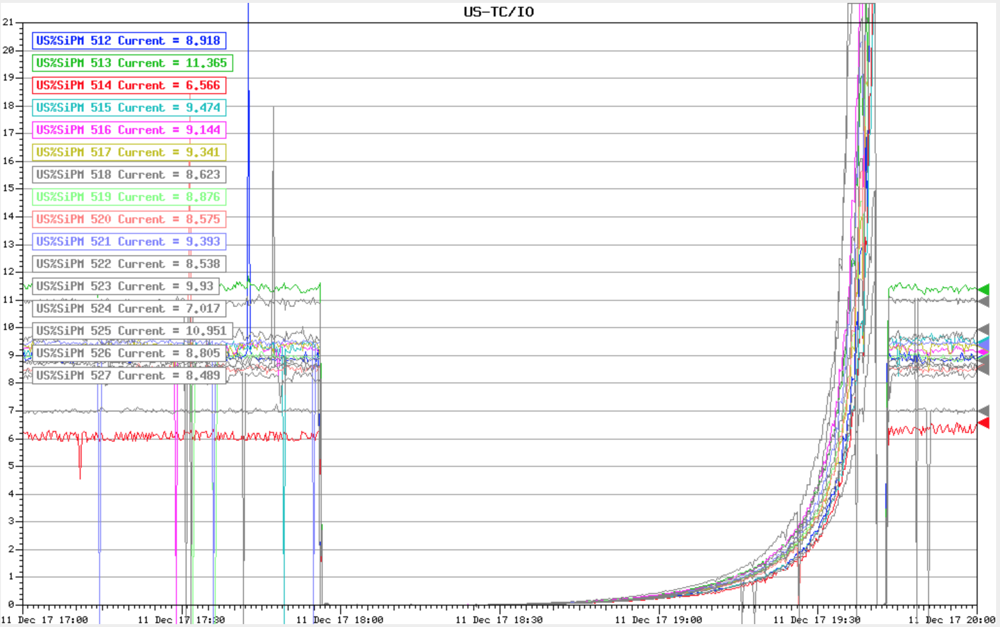 US-TC/IO
21
US%SiPM 512 Current = 8.918
20
US%SiPM 513 Current = 11.365
19
US%SiPM 514 Current = 6.566
18
US%SiPM 515 Current = 9.474
US%SiPM 516 Current = 9.144
17
US%SiPM 517 Current = 9.341
16
US%SiPM 518 Current = 8.623
15
US%SiPM 519 Current = 8.876
14
US%SiPM 520 Current = 8.575
13
US%SiPM 521 Current = 9.393
US%SiPM 522 Current = 8.538
12
US%SiPM 523 Current = 9.93
11
US%SiPM 524 Current = 7.017
10
US%SiPM 525 Current = 10.951
9
US%SiPM 526 Current = 8.805
US%SiPM 527 Current = 8.489
8
7
6
5
4
3
2
1
0
11 Dec 17 17:00 11 Dec 17 17:30 11 Dec 17 18:00 11 Dec 17 18:30 11 Dec 17 19:00 11 Dec 17 19:30 11 Dec 17 20:00